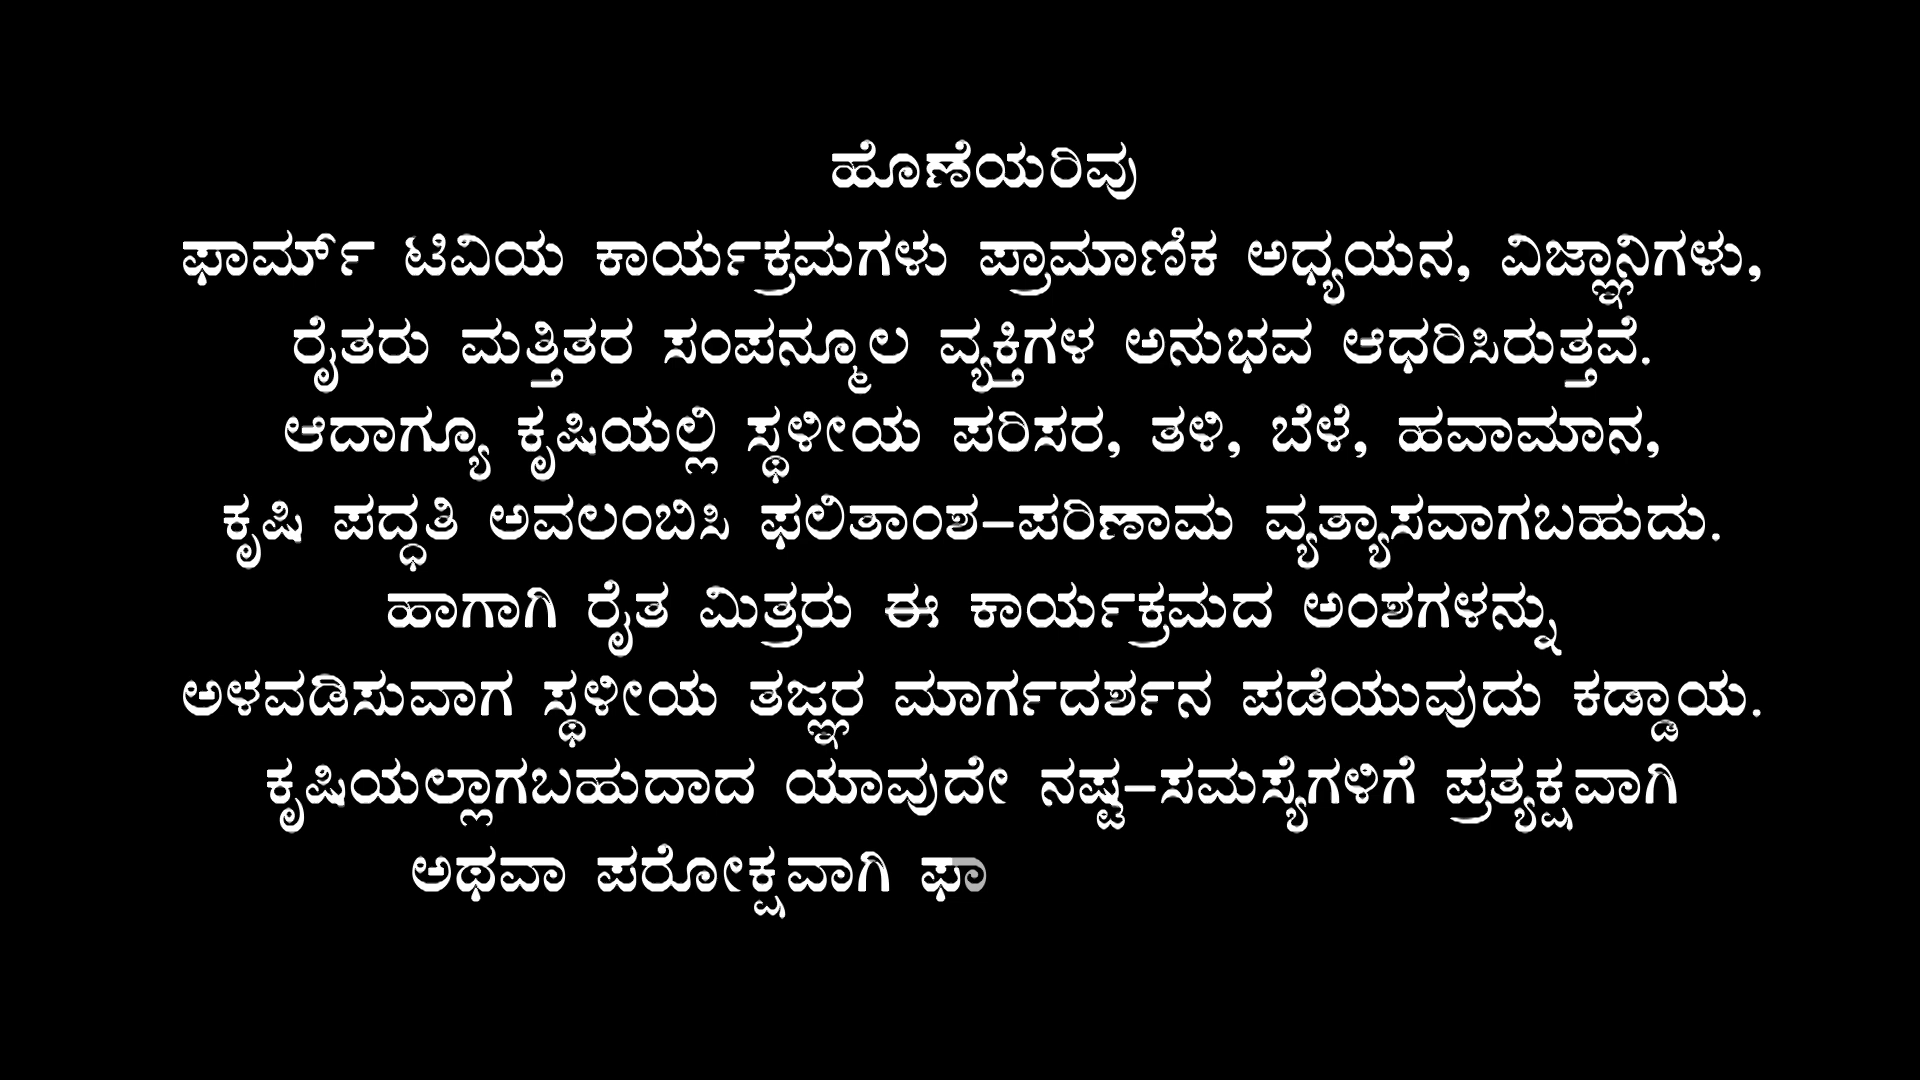 ಹೊಣೆಯರಿವು
ಫಾರ್ಮ್ ಟಿವಿಯ ಕಾರ್ಯಕ್ರಮಗಳು ಪ್ರಾಮಾಣಿಕ ಅಧ್ಯಯನ, ವಿಜ್ಞಾನಿಗಳು,
ರೈತರು ಮತ್ತಿತರ ಸಂಪನ್ಮೂಲ ವ್ಯಕ್ತಿಗಳ ಅನುಭವ ಆಧರಿಸಿರುತ್ತವೆ.
ಆದಾಗ್ಯೂ ಕೃಷಿಯಲ್ಲಿ ಸ್ಥಳೀಯ ಪರಿಸರ, ತಳಿ, ಬೆಳೆ, ಹವಾಮಾನ,
ಕೃಷಿ ಪದ್ಧತಿ ಅವಲಂಬಿಸಿ ಫಲಿತಾಂಶ-ಪರಿಣಾಮ ವ್ಯತ್ಯಾಸವಾಗಬಹುದು.
ಹಾಗಾಗಿ ರೈತ ಮಿತ್ರರು ಈ ಕಾರ್ಯಕ್ರಮದ ಅಂಶಗಳನ್ನು
ಅಳವಡಿಸುವಾಗ ಸ್ಥಳೀಯ ತಜ್ಞರ ಮಾರ್ಗದರ್ಶನ ಪಡೆಯುವುದು ಕಡ್ಡಾಯ.
ಕೃಷಿಯಲ್ಲಾಗಬಹುದಾದ ಯಾವುದೇ ನಷ್ಟ-ಸಮಸ್ಯೆಗಳಿಗೆ ಪ್ರತ್ಯಕ್ಷವಾಗಿ
ಅಥವಾ ಪರೋಕ್ಷವಾಗಿ ಫಾ